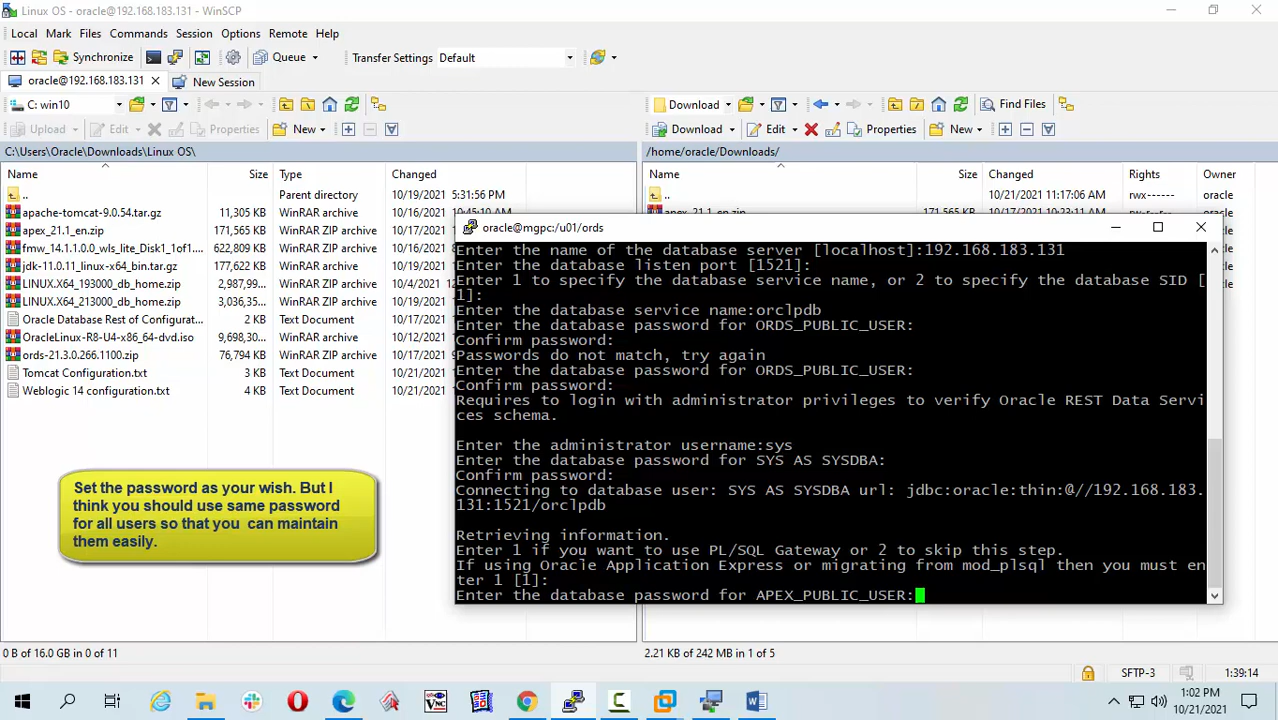 Linux OS - oracle@192.168.183.131 - WinSCP
Local Mark Files Commands Session Options Remote Help
Synchronize Queue Transfer Settings Default
oracle@192.168.183.131 New Session
C: win10 Download Find Files
Upload Edit Properties New Download Edit Properties New
C:\Users\Oracle\Downloads\Linux OS\ /home/oracle/Downloads/
Name Size Type Changed Name Size Changed Rights Owner
.. Parent directory 10/19/2021 5:31:56 PM .. 10/21/2021 11:17:06 AM rwx------ oracle
apache-tomcat-9.0.54.tar.gz 11,305 KB WinRAR archive 10/16/2021 10:45:10 AM apex_21.1_en.zip 171,565 KB 10/17/2021 10:23:11 AM oracle
apex_21.1_en.zip 171,565 KB WinRAR ZIP archive 10/17/2021
fmw_14.1.1.0.0_wls_lite_Disk1_1of1.... 622,809 KB WinRAR ZIP archive 10/16/2021
jdk-11.0.11_linux-x64_bin.tar.gz 177,622 KB WinRAR archive 10/16/2021
LINUX.X64_193000_db_home.zip 2,987,99... WinRAR ZIP archive 10/4/2021
LINUX.X64_213000_db_home.zip 3,036,35... WinRAR ZIP archive 10/16/2021
Oracle Database Rest of Configurat... 2 KB Text Document 10/17/2021
OracleLinux-R8-U4-x86_64-dvd.iso 9,698,30... WinRAR archive 10/12/2021
ords-21.3.0.266.1100.zip 76,794 KB WinRAR ZIP archive 10/17/2021
Tomcat Configuration.txt 3 KB Text Document 10/21/2021
Weblogic 14 configuration.txt 4 KB Text Document 10/21/2021
oracle@mgpc:/u01/ords
Enter the name of the database server [localhost]:192.168.183.131
Enter the database listen port [1521]:
Enter 1 to specify the database service name, or 2 to specify the database SID [
1]:
Enter the database service name:orclpdb
Enter the database password for ORDS_PUBLIC_USER:
Confirm password:
Passwords do not match, try again
Enter the database password for ORDS_PUBLIC_USER:
Confirm password:
Requires to login with administrator privileges to verify Oracle REST Data Servi
ces schema.
Enter the administrator username:sys
Enter the database password for SYS AS SYSDBA:
Confirm password:
Connecting to database user: SYS AS SYSDBA url: jdbc:oracle:thin:@//192.168.183.
131:1521/orclpdb
Retrieving information.
Enter 1 if you want to use PL/SQL Gateway or 2 to skip this step.
If using Oracle Application Express or migrating from mod_plsql then you must en
ter 1 [1]:
Enter the database password for APEX_PUBLIC_USER:
Set the password as your wish. But I
think you should use same password
for all users so that you can maintain
them easily.
0 B of 16.0 GB in 0 of 11 2.21 KB of 242 MB in 1 of 5
SFTP-3 1:39:14
1:02 PM
10/21/2021